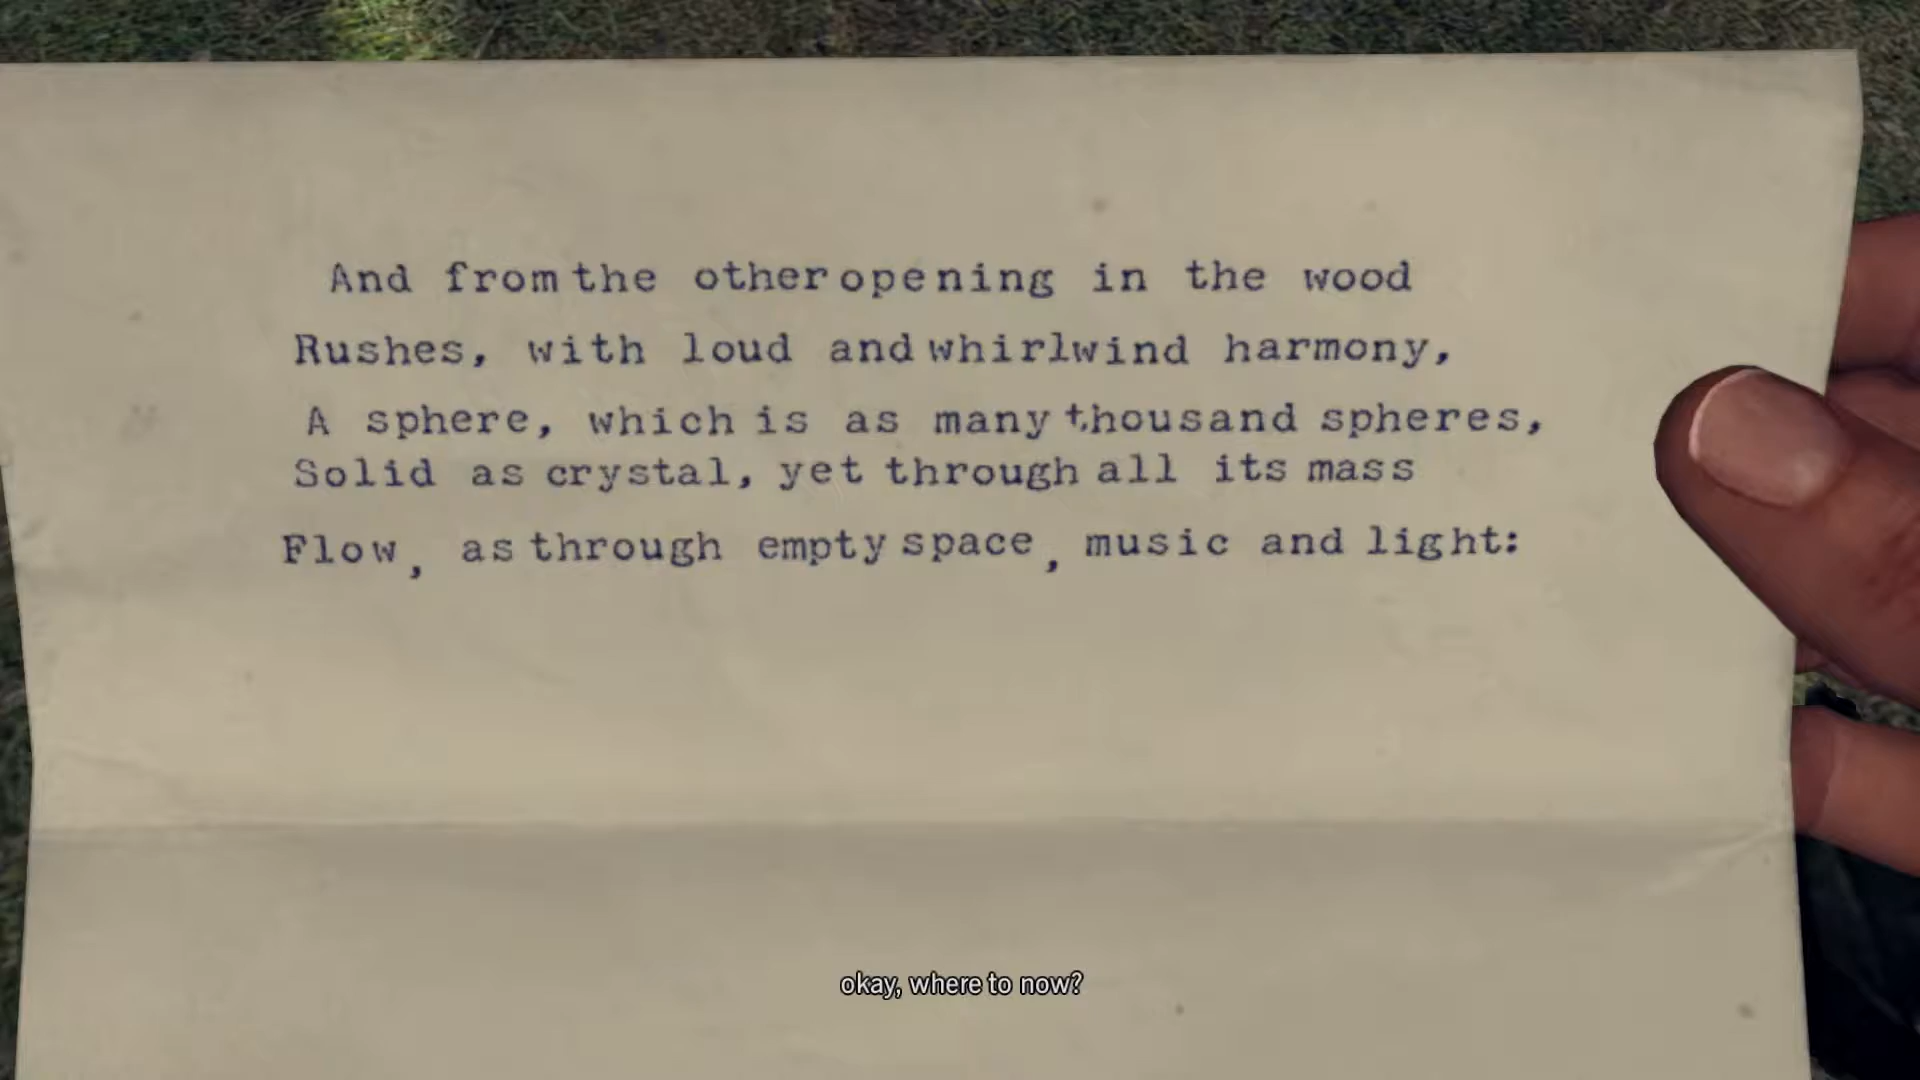 And from the other opening in the wood
Rushes, with loud and whirlwind harmony,
A sphere, which is as many thousand spheres,
Solid as crystal, yet through all its mass
Flow, as through empty space, music and light:
okay, where to now?